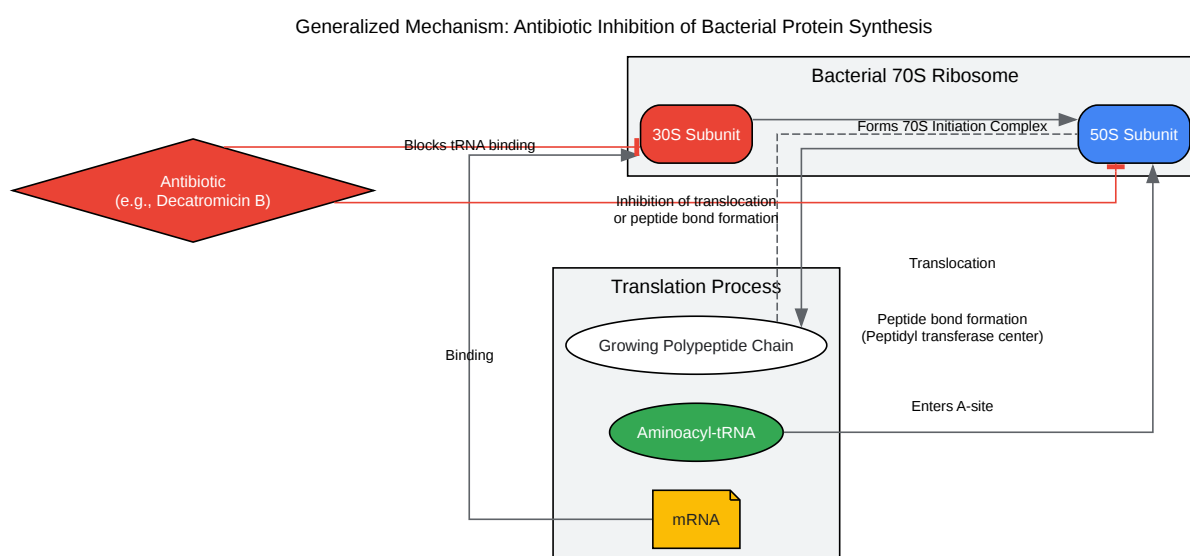 Generalized Mechanism: Antibiotic Inhibition of Bacterial Protein Synthesis
Bacterial 70S Ribosome
30S Subunit
Forms 70S Initiation Complex
50S Subunit
Blocks tRNA binding
Antibiotic
(e.g., Decatromicin B)
Inhibition of translocation
or peptide bond formation
Translocation
Translation Process
Peptide bond formation
(Peptidyl transferase center)
Growing Polypeptide Chain
Binding
Enters A-site
Aminoacyl-tRNA
mRNA